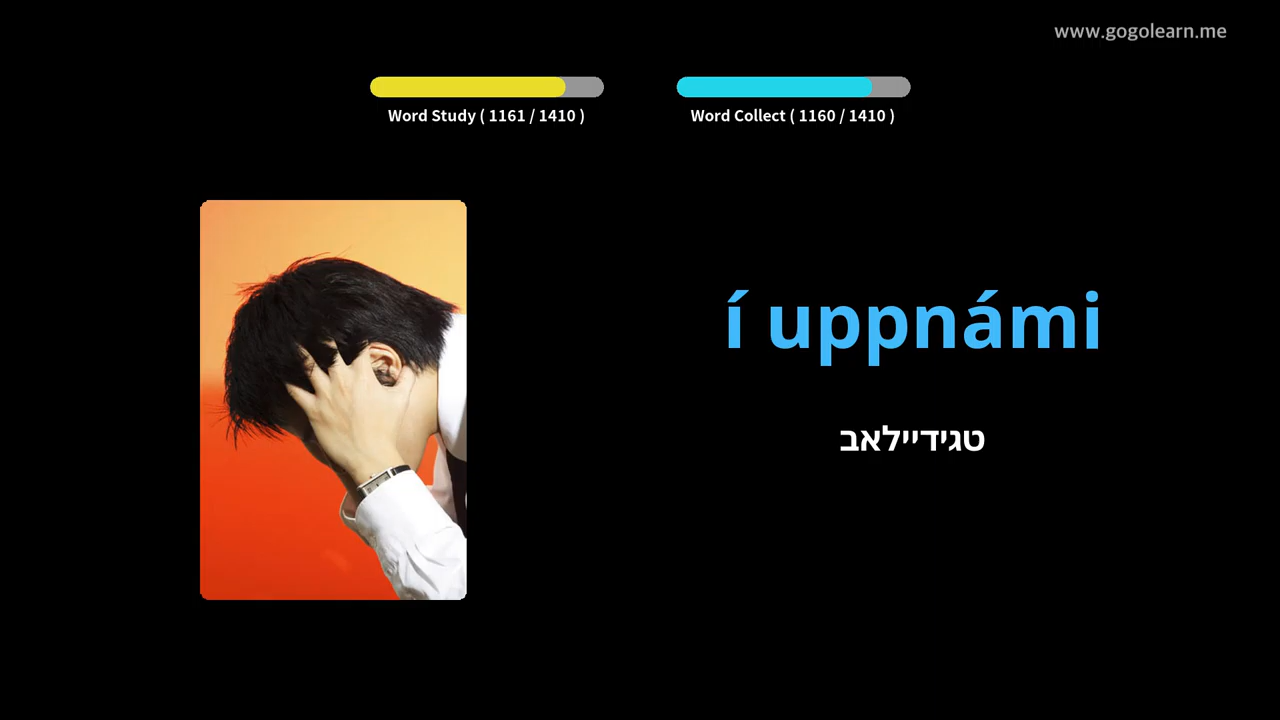 www.gogolearn.me
Word Study ( 1161 / 1410 )
Word Collect ( 1160 / 1410 )
í uppnámi
טגידיילאב